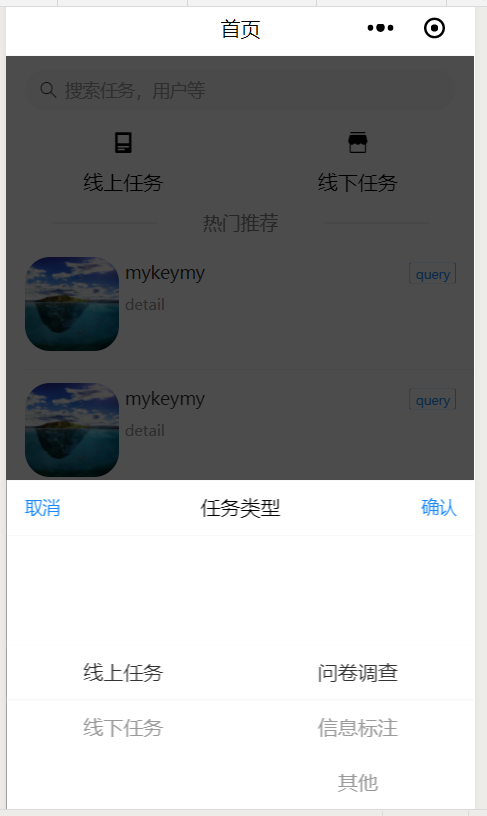 首页
搜索任务，用户等
线上任务 线下任务
热门推荐
mykeymy query
detail
mykeymy query
detail
取消 任务类型 确认
线上任务 问卷调查
线下任务 信息标注
其他